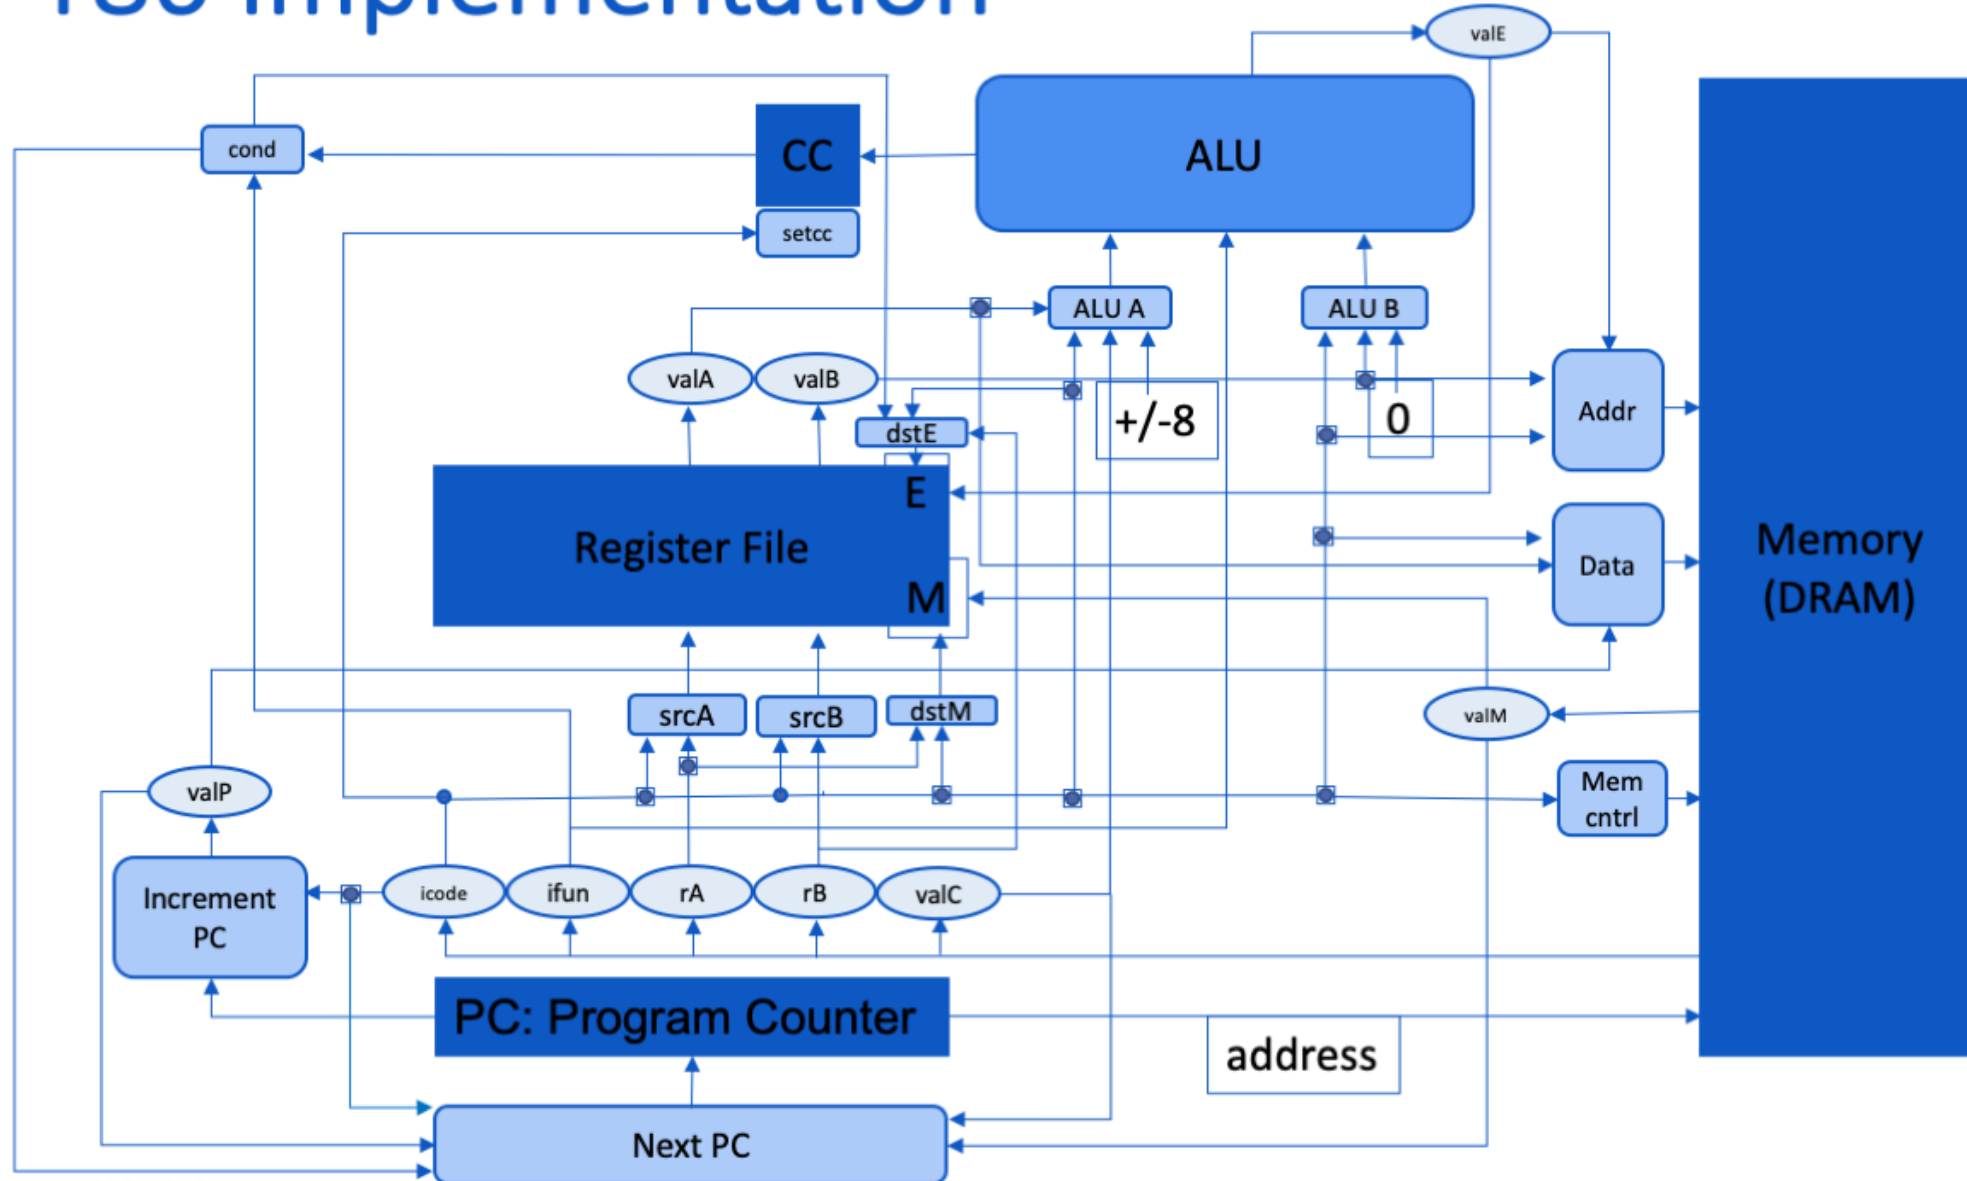 Implementation
valE
cond
CC
ALU
setcc
ALU A
ALU B
valA
valB
dstE
+/-8
0
Addr
E
Register File
M
Data
Memory
(DRAM)
srcA
srcB
dstM
valM
valP
Mem
cntrl
Increment
PC
icode
ifun
rA
rB
valC
PC: Program Counter
address
Next PC